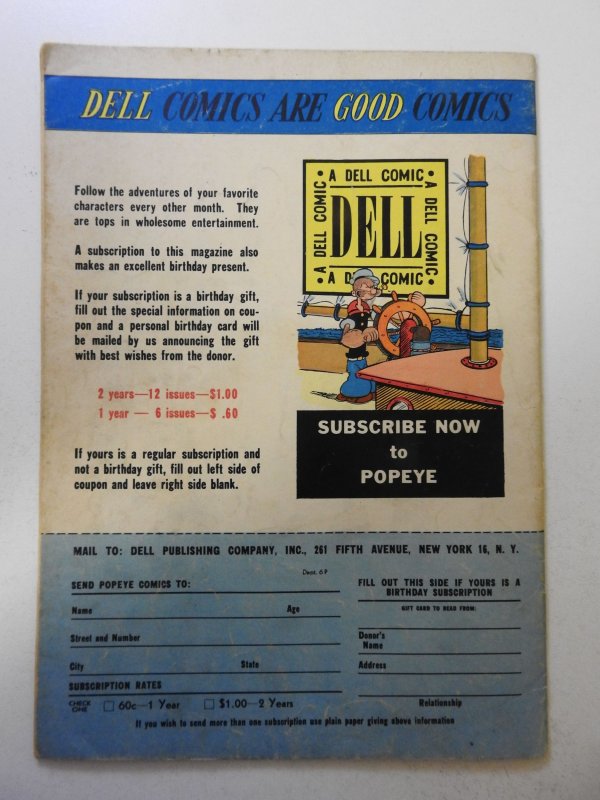 DELL COMICS ARE GOOD COMICS
Follow the adventures of your favorite
characters every other month. They
are tops in wholesome entertainment.
A subscription to this magazine also
makes an excellent birthday present.
If your subscription is a birthday gift,
fill out the special information on cou-
pon and a personal birthday card will
be mailed by us announcing the gift
with best wishes from the donor.
2 years—12 issues—$1.00
1 year — 6 issues—$ .60
If yours is a regular subscription and
not a birthday gift, fill out left side of
coupon and leave right side blank.
• A DELL COMIC •
A DELL COMIC
DELL
A DELL COMIC
• A D COMIC •
SUBSCRIBE NOW
to
POPEYE
MAIL TO: DELL PUBLISHING COMPANY, INC., 261 FIFTH AVENUE, NEW YORK 16, N. Y.
Dept. 6P
SEND POPEYE COMICS TO:
Name Age
Street and Number
City State
SUBSCRIPTION RATES
CHECK
ONE
60c—1 Year $1.00—2 Years
FILL OUT THIS SIDE IF YOURS IS A
BIRTHDAY SUBSCRIPTION
GIFT CARD TO READ FROM:
Donor's
Name
Address
Relationship
If you wish to send more than one subscription use plain paper giving above information